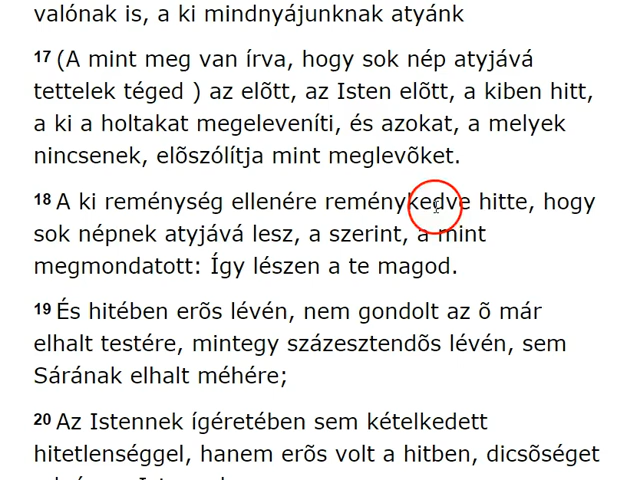 valónak is, a ki mindnyájunknak atyánk
17 (A mint meg van írva, hogy sok nép atyjává
tettelek téged ) az elõtt, az Isten elõtt, a kiben hitt,
a ki a holtakat megeleveníti, és azokat, a melyek
nincsenek, elõszólítja mint meglevõket.
18 A ki reménység ellenére reménykedve hitte, hogy
sok népnek atyjává lesz, a szerint, a mint
megmondatott: Így lészen a te magod.
19 És hitében erõs lévén, nem gondolt az õ már
elhalt testére, mintegy százesztendõs lévén, sem
Sárának elhalt méhére;
20 Az Istennek ígéretében sem kételkedett
hitetlenséggel, hanem erõs volt a hitben, dicsõséget